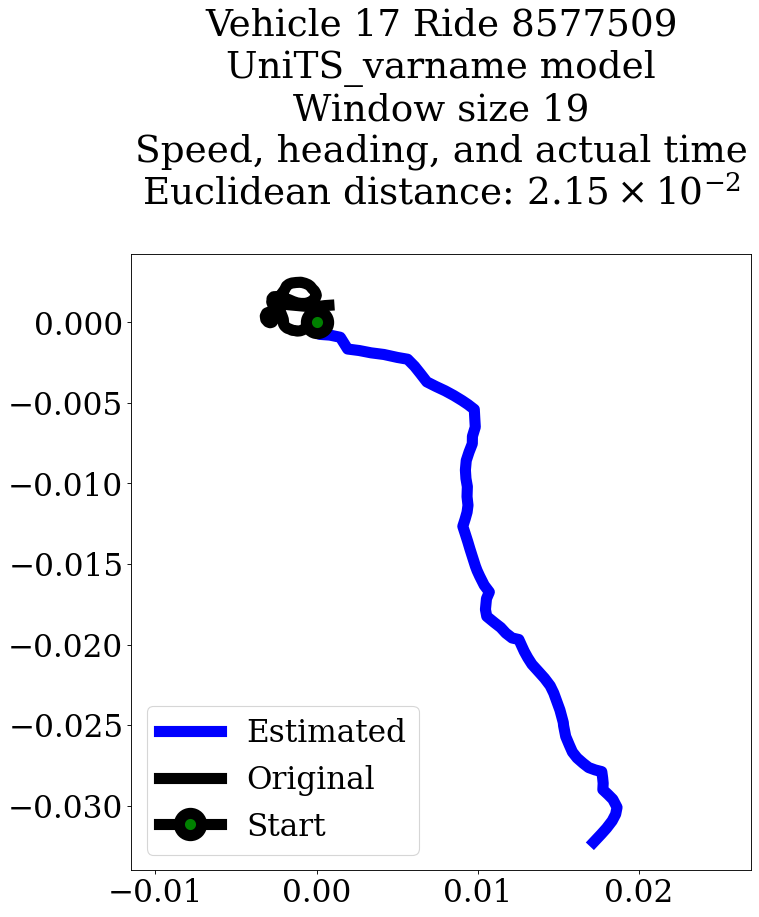 Vehicle 17 Ride 8577509
UniTS_varname model
Window size 19
Speed, heading, and actual time
Euclidean distance: 2.15 × 10⁻²
0.000
−0.005
−0.010
−0.015
−0.020
−0.025
−0.030
Estimated
Original
Start
−0.01
0.00
0.01
0.02